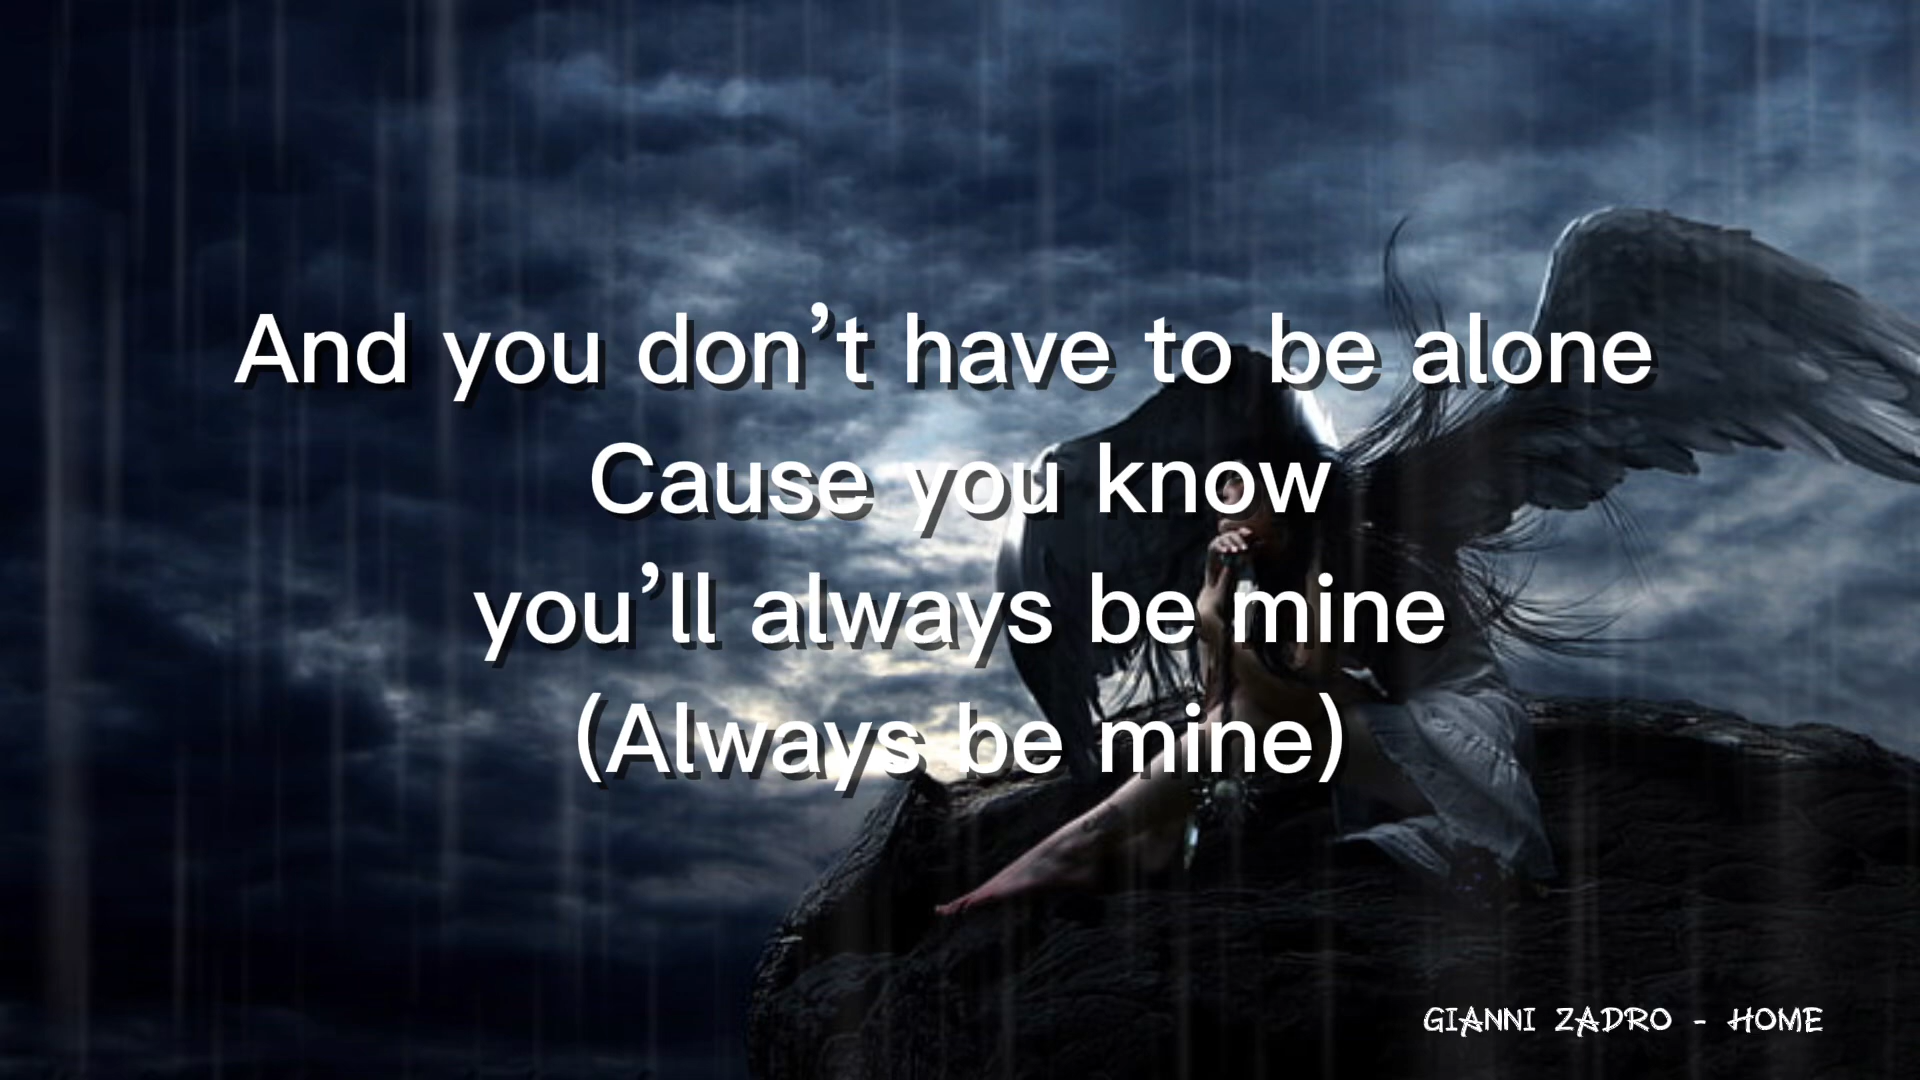 And you don’t have to be alone
Cause you know
you’ll always be mine
(Always be mine)
GIANNI ZADRO - HOME